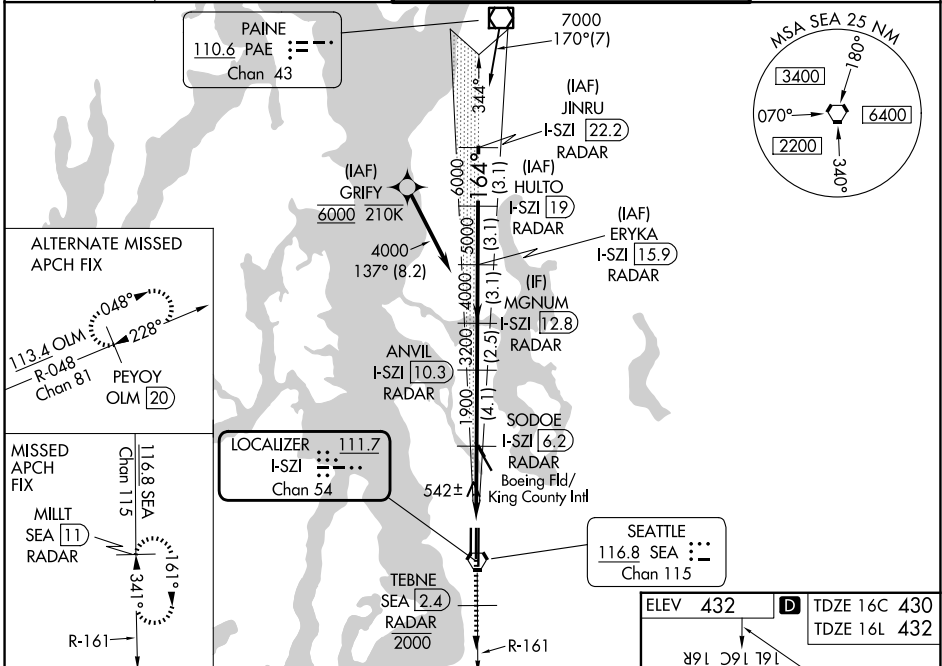 PAINE
110.6 PAE
Chan 43
7000
170°(7)
344°
MSA SEA 25 NM
180°
3400
070°
6400
2200
340°
(IAF)
JINRU
I-SZI 22.2
RADAR
6000
164°
(3.1)
(IAF)
GRIFY
6000 210K
4000
137° (8.2)
(IAF)
HULTO
I-SZI 19
RADAR
5000
(3.1)
(IAF)
ERYKA
I-SZI 15.9
RADAR
4000
(3.1)
(IF)
MGNUM
I-SZI 12.8
RADAR
3200
(2.5)
ANVIL
I-SZI 10.3
RADAR
1900
(4.1)
SODOE
I-SZI 6.2
RADAR
Boeing Fld/
King County Intl
542±
ALTERNATE MISSED
APCH FIX
048°
228°
113.4 OLM
R-048
Chan 81
PEYOY
OLM 20
MISSED
APCH
FIX
116.8 SEA
Chan 115
MILLT
SEA 11
RADAR
161°
341°
R-161
LOCALIZER 111.7
I-SZI
Chan 54
SEATTLE
116.8 SEA
Chan 115
TEBNE
SEA 2.4
RADAR
2000
R-161
ELEV 432
D
TDZE 16C 430
TDZE 16L 432
16L 16C 16R